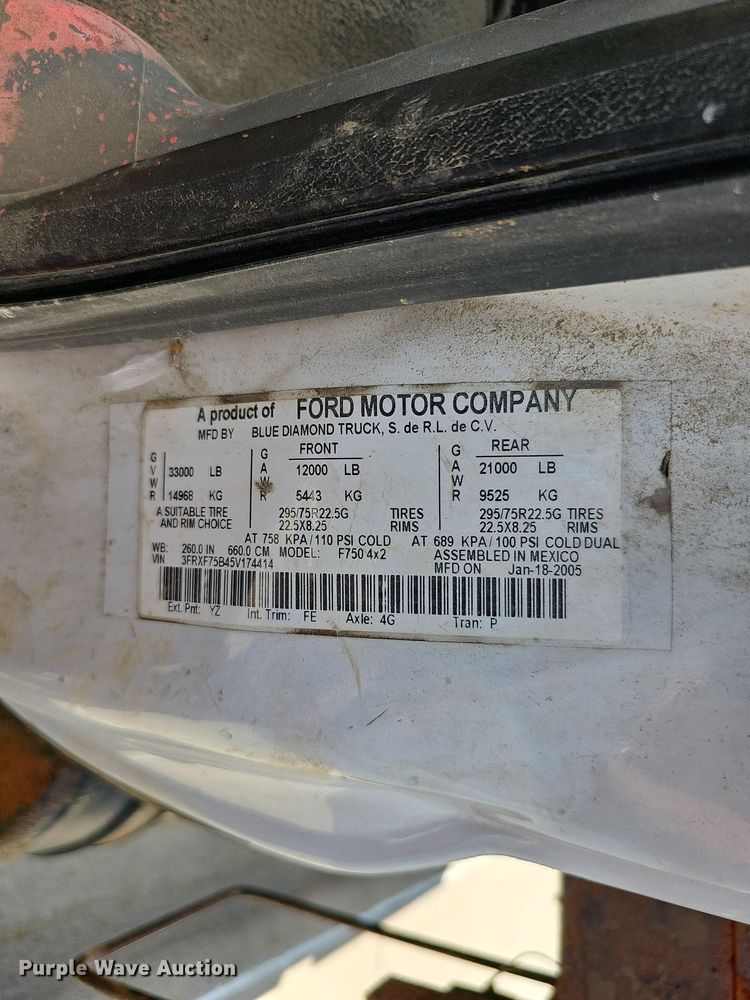 A product of FORD MOTOR COMPANY
MFD BY BLUE DIAMOND TRUCK, S. de R.L. de C.V.
GVWR 33000 LB 14968 KG
FRONT GAWR 12000 LB 5443 KG
REAR GAWR 21000 LB 9525 KG
A SUITABLE TIRE 295/75R22.5G TIRES 295/75R22.5G TIRES
AND RIM CHOICE 22.5X8.25 RIMS 22.5X8.25 RIMS
AT 758 KPA/110 PSI COLD AT 689 KPA/100 PSI COLD DUAL
WB: 260.0 IN 660.0 CM MODEL: F750 4x2 ASSEMBLED IN MEXICO
VIN 3FRXF75B45V174414 MFD ON Jan-18-2005
Ext. Pnt: YZ Int. Trim: FE Axle: 4G Tran: P
Purple Wave Auction